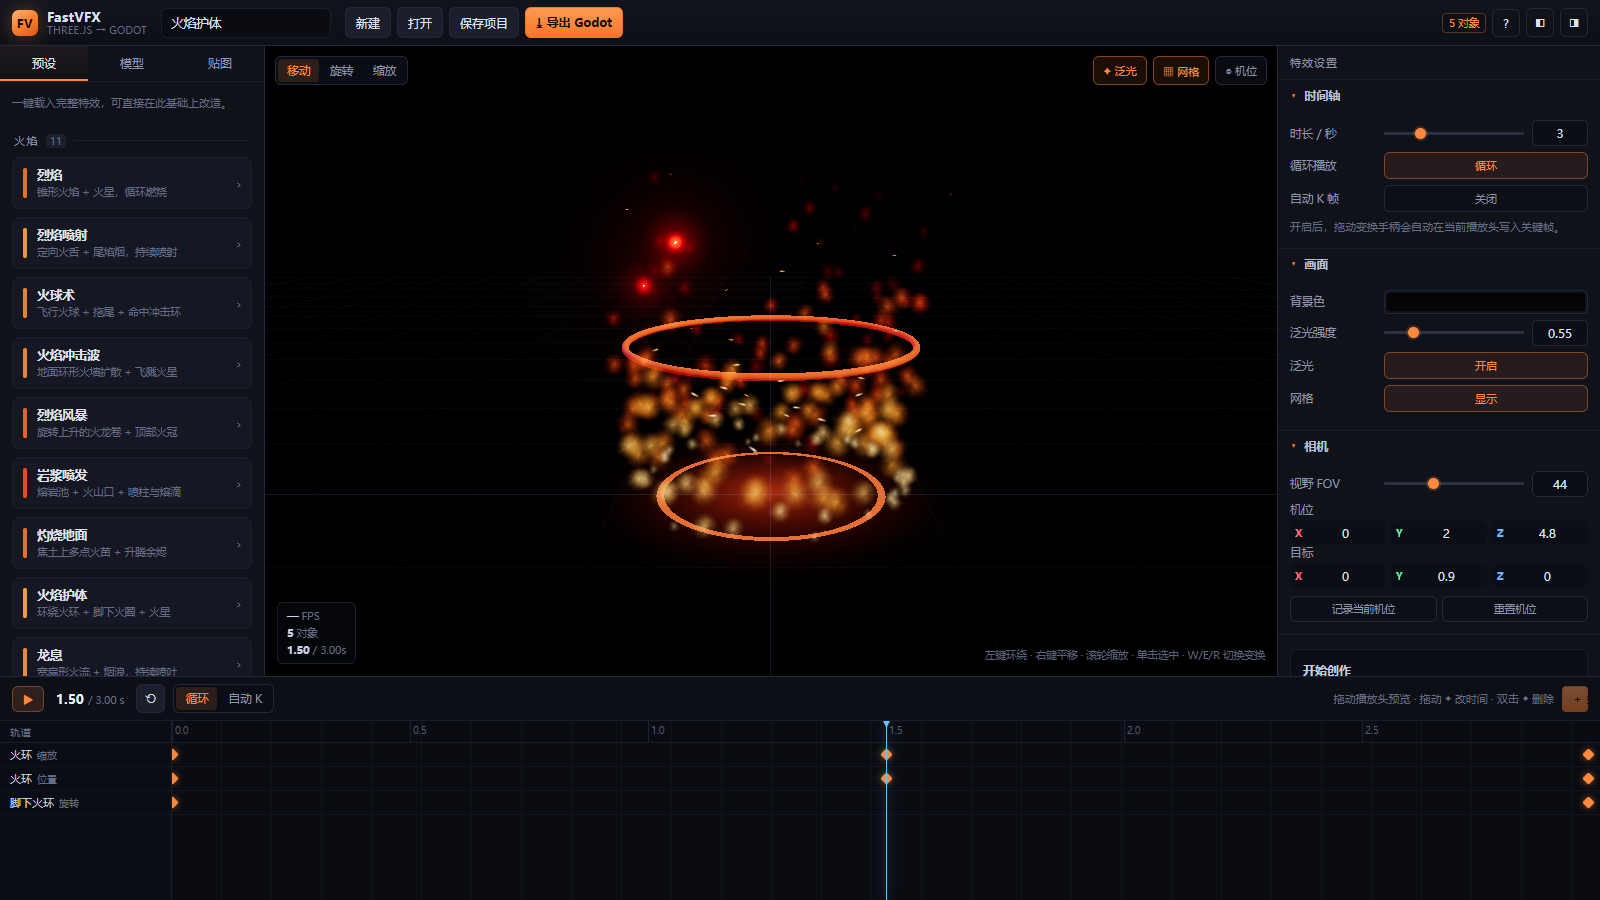 FV
FastVFX
THREE.JS → GODOT
火焰护体
新建
打开
保存项目
⤓ 导出 Godot
5 对象
?
预设
模型
贴图
一键载入完整特效，可直接在此基础上改造。
火焰 11
烈焰
锥形火焰 + 火星，循环燃烧
烈焰喷射
定向火舌 + 尾焰烟，持续喷射
火球术
飞行火球 + 拖尾 + 命中冲击环
火焰冲击波
地面环形火墙扩散 + 飞溅火星
烈焰风暴
旋转上升的火龙卷 + 顶部火冠
岩浆喷发
熔岩池 + 火山口 + 喷柱与熔滴
灼烧地面
焦土上多点火苗 + 升腾余烬
火焰护体
环绕火环 + 脚下火圈 + 火星
龙息
宽扇形火流 + 烟浪，持续喷吐
移动
旋转
缩放
✦ 泛光
▦ 网格
机位
— FPS
5 对象
1.50 / 3.00s
左键环绕 · 右键平移 · 滚轮缩放 · 单击选中 · W/E/R 切换变换
特效设置
时间轴
时长 / 秒
3
循环播放
循环
自动 K 帧
关闭
开启后，拖动变换手柄会自动在当前播放头写入关键帧。
画面
背景色
泛光强度
0.55
泛光
开启
网格
显示
相机
视野 FOV
44
机位
X 0 Y 2 Z 4.8
目标
X 0 Y 0.9 Z 0
记录当前机位
重置机位
开始创作
▶
1.50 / 3.00 s
循环
自动 K
拖动播放头预览 · 拖动 ◆ 改时间 · 双击 ◆ 删除
+
轨道
0.0
0.5
1.0
1.5
2.0
2.5
火环 缩放
火环 位置
脚下火环 旋转